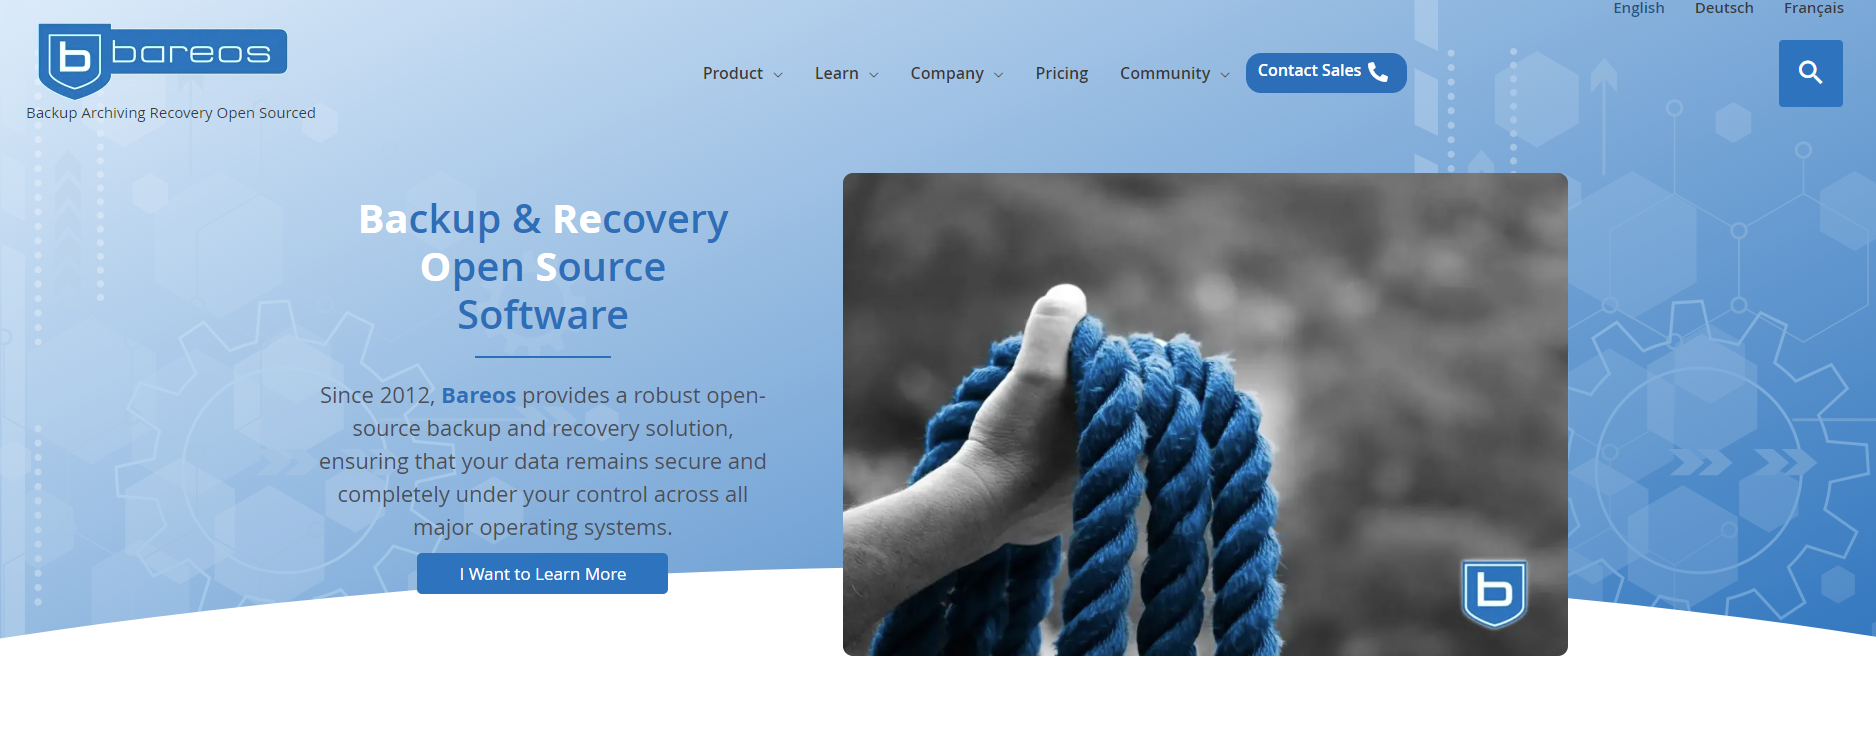 English Deutsch Français
b bareos
Backup Archiving Recovery Open Sourced
Product Learn Company Pricing Community Contact Sales
Backup & Recovery
Open Source
Software
Since 2012, Bareos provides a robust open-
source backup and recovery solution,
ensuring that your data remains secure and
completely under your control across all
major operating systems.
I Want to Learn More
b